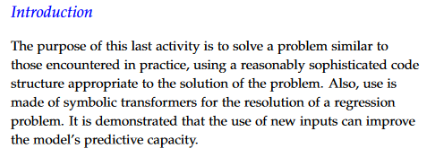 Introduction
The purpose of this last activity is to solve a problem similar to
those encountered in practice, using a reasonably sophisticated code
structure appropriate to the solution of the problem. Also, use is
made of symbolic transformers for the resolution of a regression
problem. It is demonstrated that the use of new inputs can improve
the model's predictive capacity.